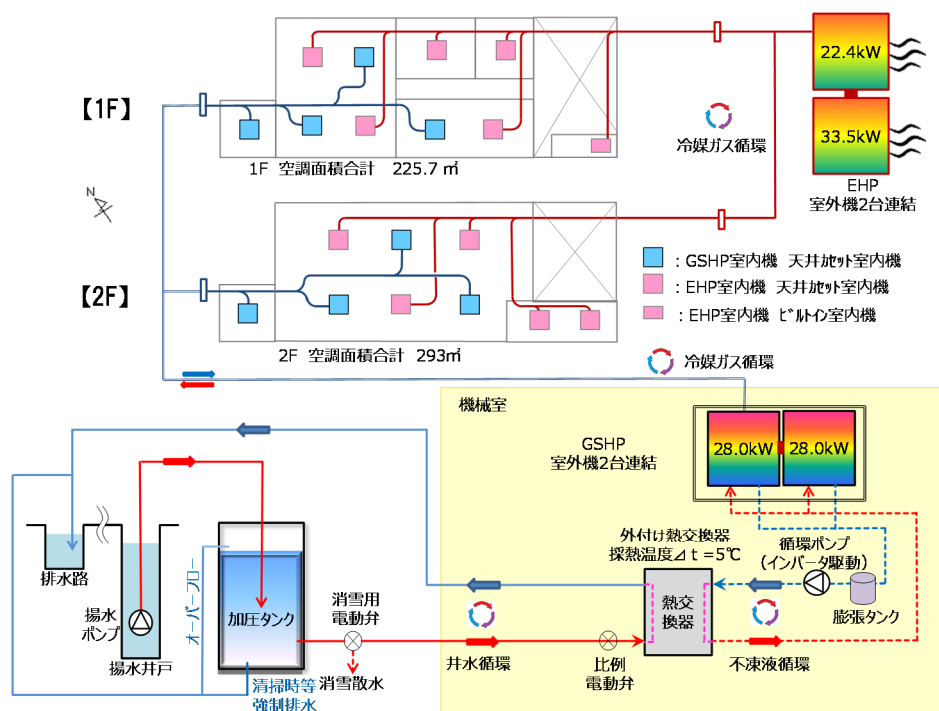 22.4kW
33.5kW
EHP
室外機2台連結
【1F】
冷媒ガス循環
1F 空調面積合計 225.7 ㎡
N
【2F】
：GSHP室内機 天井ｶｾｯﾄ室内機
：EHP室内機 天井ｶｾｯﾄ室内機
：EHP室内機 ﾋﾞﾙﾄイン室内機
2F 空調面積合計 293㎡
冷媒ガス循環
機械室
GSHP
室外機2台連結
28.0kW
28.0kW
外付け熱交換器
採熱温度⊿ｔ＝5℃
循環ポンプ
（インバータ駆動）
膨張タンク
熱交
換器
排水路
揚水
ポンプ
揚水井戸
オーバーフロー
加圧タンク
消雪用
電動弁
消雪散水
井水循環
比例
電動弁
不凍液循環
清掃時等
強制排水